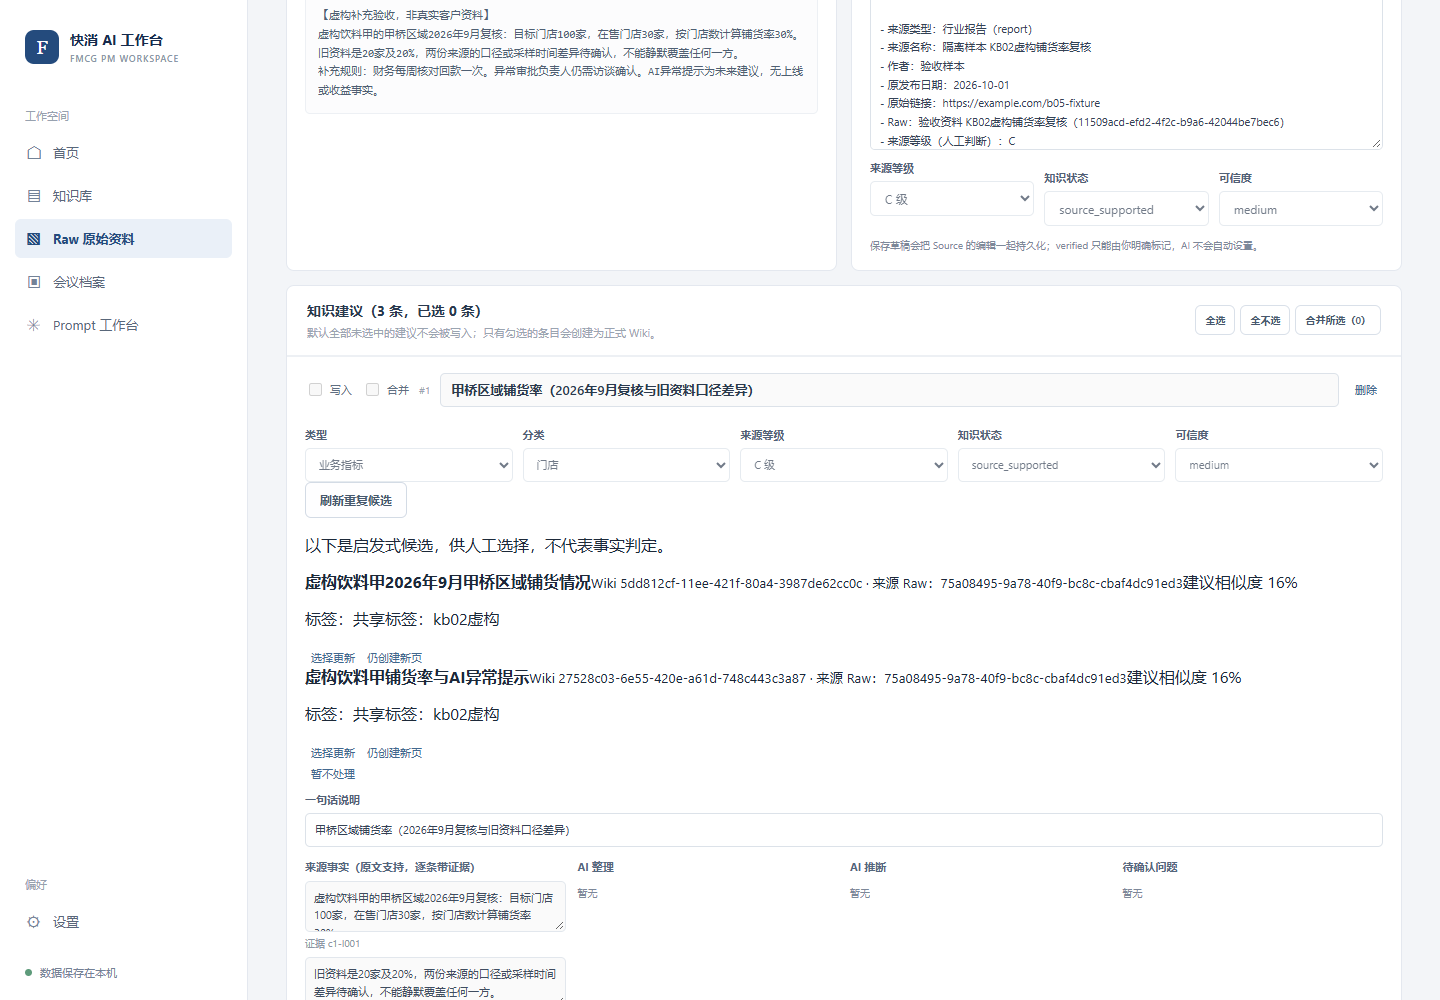 F
快消 AI 工作台
FMCG PM WORKSPACE
工作空间
首页
知识库
Raw 原始资料
会议档案
Prompt 工作台
偏好
设置
数据保存在本机
【虚构补充验收，非真实客户资料】
虚构饮料甲的甲桥区域2026年9月复核：目标门店100家，在售门店30家，按门店数计算铺货率30%。
旧资料是20家及20%，两份来源的口径或采样时间差异待确认，不能静默覆盖任何一方。
补充规则：财务每周核对回款一次。异常审批负责人仍需访谈确认。AI异常提示为未来建议，无上线
或收益事实。
- 来源类型：行业报告（report）
- 来源名称：隔离样本 KB02虚构铺货率复核
- 作者：验收样本
- 原发布日期：2026-10-01
- 原始链接：https://example.com/b05-fixture
- Raw：验收资料 KB02虚构铺货率复核（11509acd-efd2-4f2c-b9a6-42044be7bec6）
- 来源等级（人工判断）：C
来源等级
知识状态
可信度
C 级
source_supported
medium
保存草稿会把 Source 的编辑一起持久化；verified 只能由你明确标记，AI 不会自动设置。
知识建议（3 条，已选 0 条）
默认全部未选中的建议不会被写入；只有勾选的条目会创建为正式 Wiki。
全选
全不选
合并所选（0）
写入
合并
#1
甲桥区域铺货率（2026年9月复核与旧资料口径差异）
删除
类型
分类
来源等级
知识状态
可信度
业务指标
门店
C 级
source_supported
medium
刷新重复候选
以下是启发式候选，供人工选择，不代表事实判定。
虚构饮料甲2026年9月甲桥区域铺货情况Wiki 5dd812cf-11ee-421f-80a4-3987de62cc0c · 来源 Raw：75a08495-9a78-40f9-bc8c-cbaf4dc91ed3建议相似度 16%
标签：共享标签：kb02虚构
选择更新 仍创建新页
虚构饮料甲铺货率与AI异常提示Wiki 27528c03-6e55-420e-a61d-748c443c3a87 · 来源 Raw：75a08495-9a78-40f9-bc8c-cbaf4dc91ed3建议相似度 16%
标签：共享标签：kb02虚构
选择更新 仍创建新页
暂不处理
一句话说明
甲桥区域铺货率（2026年9月复核与旧资料口径差异）
来源事实（原文支持，逐条带证据）
AI 整理
AI 推断
待确认问题
虚构饮料甲的甲桥区域2026年9月复核：目标门店
100家，在售门店30家，按门店数计算铺货率
暂无
暂无
暂无
证据 c1-l001
旧资料是20家及20%，两份来源的口径或采样时间
差异待确认，不能静默覆盖任何一方。